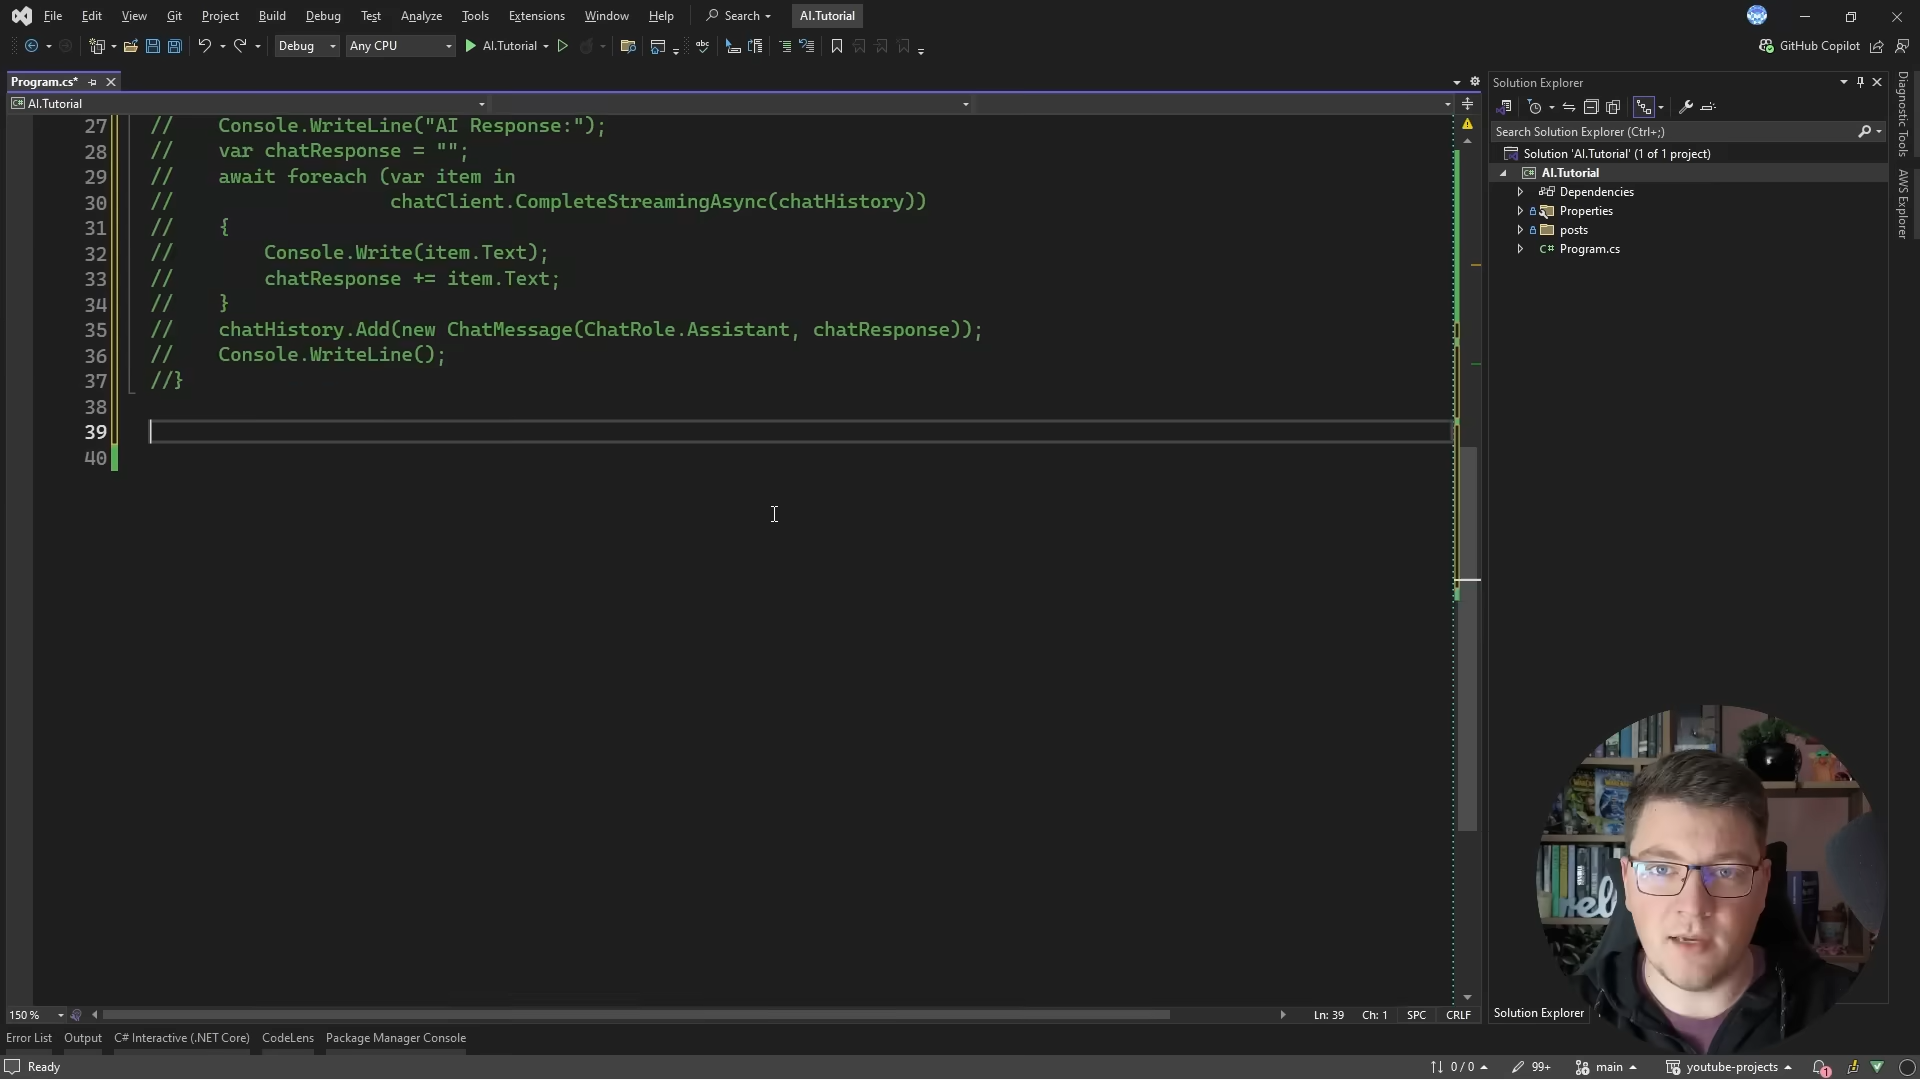 File Edit View Git Project Build Debug Test Analyze Tools Extensions Window Help Search AI.Tutorial
Debug Any CPU AI.Tutorial GitHub Copilot
Program.cs*
AI.Tutorial
27 //    Console.WriteLine("AI Response:");
28 //    var chatResponse = "";
29 //    await foreach (var item in
30 //                   chatClient.CompleteStreamingAsync(chatHistory))
31 //    {
32 //        Console.Write(item.Text);
33 //        chatResponse += item.Text;
34 //    }
35 //    chatHistory.Add(new ChatMessage(ChatRole.Assistant, chatResponse));
36 //    Console.WriteLine();
37 //}
38
39
40
150 % Ln: 39 Ch: 1 SPC CRLF
Solution Explorer
Search Solution Explorer (Ctrl+;)
Solution 'AI.Tutorial' (1 of 1 project)
AI.Tutorial
Dependencies
Properties
posts
C# Program.cs
Solution Explorer
Diagnostic Tools
AWS Explorer
Error List Output C# Interactive (.NET Core) CodeLens Package Manager Console
Ready 0 / 0 99+ main youtube-projects 1